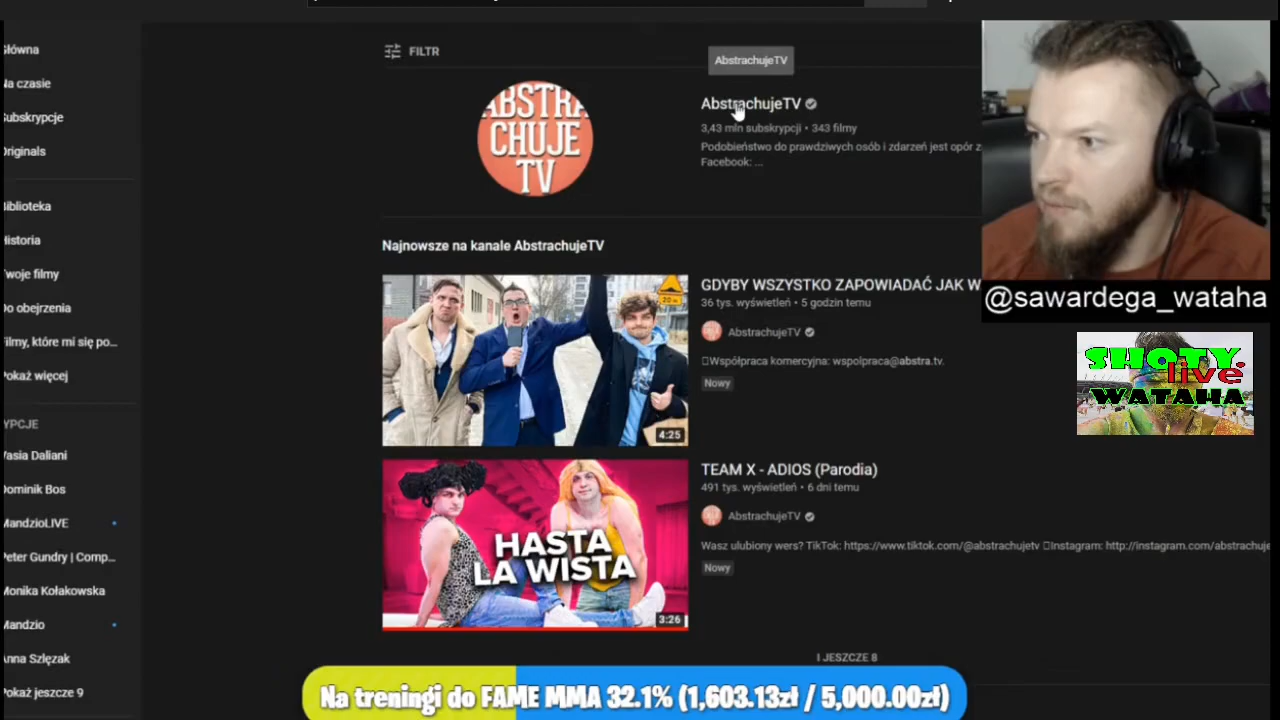 Główna
Na czasie
Subskrypcje
Originals
Biblioteka
Historia
Twoje filmy
Do obejrzenia
Filmy, które mi się po...
Pokaż więcej
YPCJE
Vasia Daliani
Dominik Bos
MandzioLIVE
Peter Gundry | Comp...
Monika Kołakowska
Mandzio
Anna Szlęzak
Pokaż jeszcze 9
FILTR
AbstrachujeTV
ABSTRA
CHUJE
TV
AbstrachujeTV
3,43 mln subskrypcji • 343 filmy
Podobieństwo do prawdziwych osób i zdarzeń jest opór z
Facebook: ...
Najnowsze na kanale AbstrachujeTV
20 m
4:25
GDYBY WSZYSTKO ZAPOWIADAĆ JAK W
36 tys. wyświetleń • 5 godzin temu
AbstrachujeTV
Współpraca komercyjna: wspolpraca@abstra.tv.
Nowy
HASTA
LA WISTA
3:26
TEAM X - ADIOS (Parodia)
491 tys. wyświetleń • 6 dni temu
AbstrachujeTV
Wasz ulubiony wers? TikTok: https://www.tiktok.com/@abstrachujetv Instagram: http://instagram.com/abstrachuje
Nowy
I JESZCZE 8
@sawardega_wataha
SHOTY.
live
WATAHA
Na treningi do FAME MMA 32.1% (1,603.13zł / 5,000.00zł)